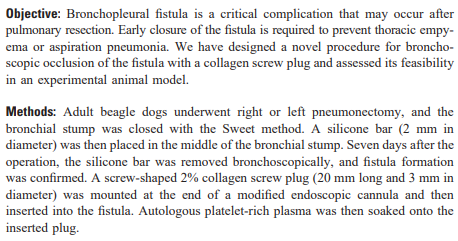 Objective: Bronchopleural fistula is a critical complication that may occur after
pulmonary resection. Early closure of the fistula is required to prevent thoracic empy-
ema or aspiration pneumonia. We have designed a novel procedure for broncho-
scopic occlusion of the fistula with a collagen screw plug and assessed its feasibility
in an experimental animal model.
Methods: Adult beagle dogs underwent right or left pneumonectomy, and the
bronchial stump was closed with the Sweet method. A silicone bar (2 mm in
diameter) was then placed in the middle of the bronchial stump. Seven days after the
operation, the silicone bar was removed bronchoscopically, and fistula formation
was confirmed. A screw-shaped 2% collagen screw plug (20 mm long and 3 mm in
diameter) was mounted at the end of a modified endoscopic cannula and then
inserted into the fistula. Autologous platelet-rich plasma was then soaked onto the
inserted plug.